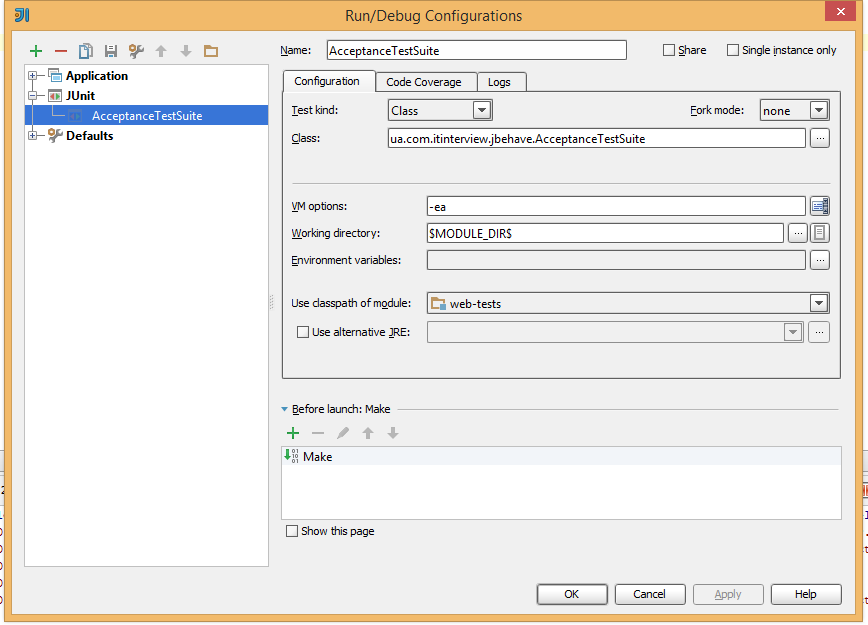 Run/Debug Configurations
Name: AcceptanceTestSuite Share Single instance only
Application
JUnit
AcceptanceTestSuite
Defaults
Configuration Code Coverage Logs
Test kind: Class Fork mode: none
Class: ua.com.itinterview.jbehave.AcceptanceTestSuite ...
VM options: -ea
Working directory: $MODULE_DIR$ ...
Environment variables: ...
Use classpath of module: web-tests
Use alternative JRE: ...
Before launch: Make
Make
Show this page
OK Cancel Apply Help